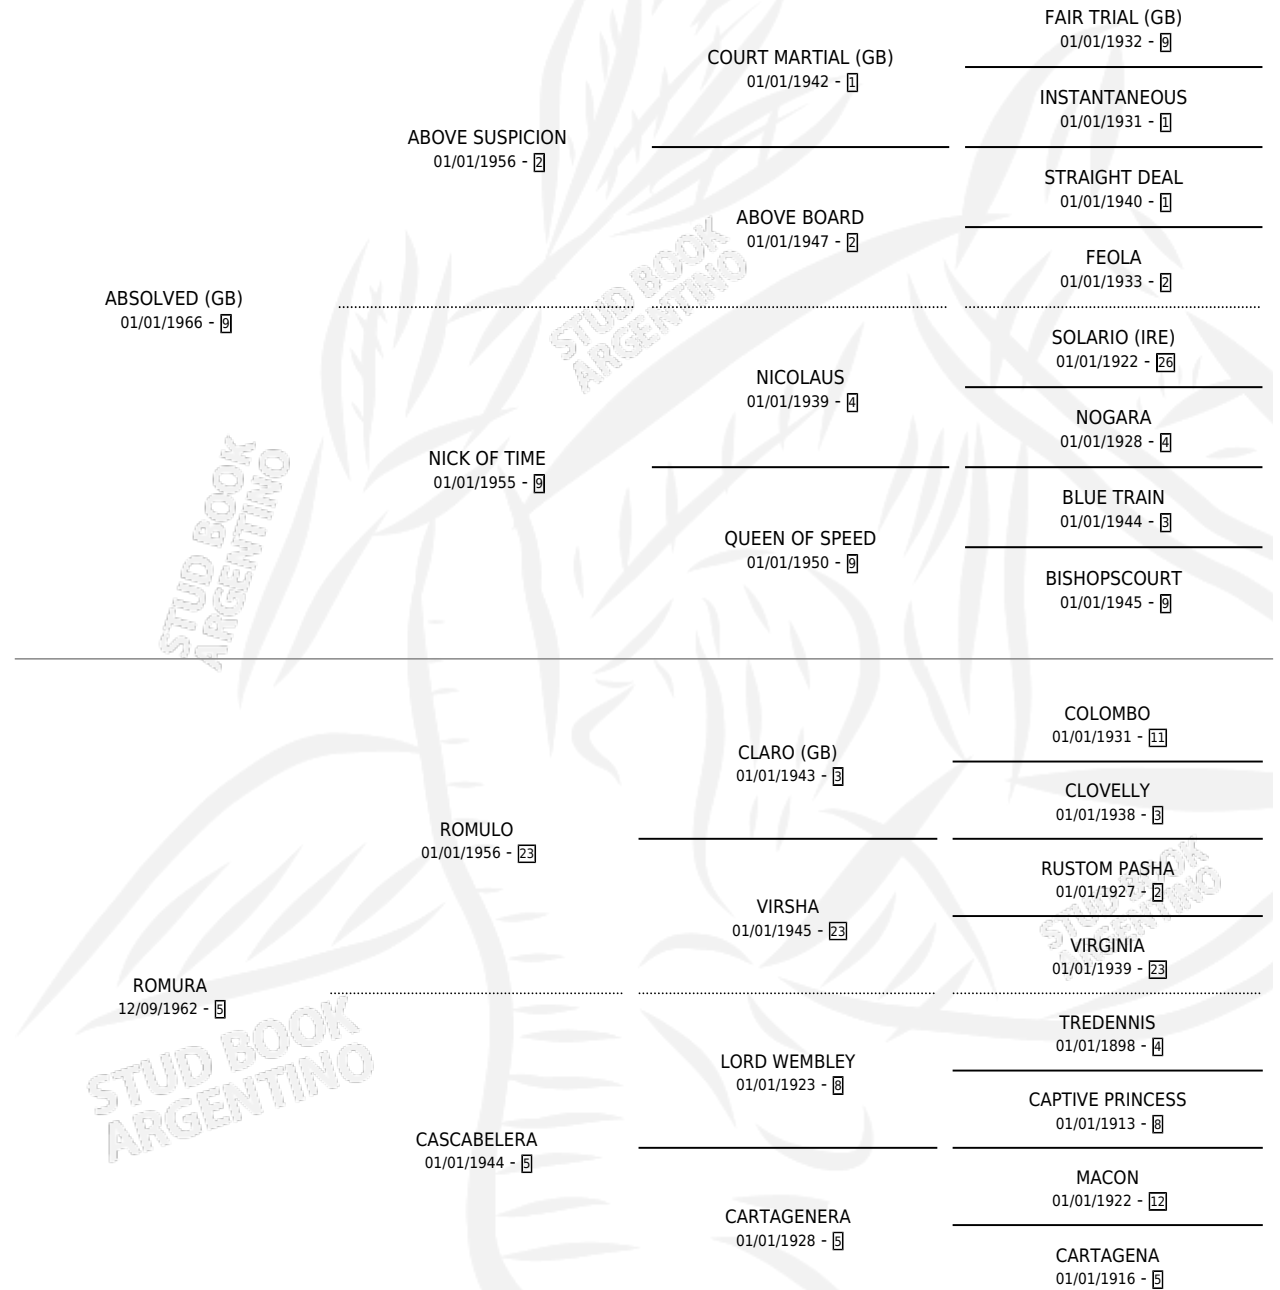 FAIR TRIAL (GB)
01/01/1932 - 9
COURT MARTIAL (GB)
01/01/1942 - 1
INSTANTANEOUS
01/01/1931 - 1
ABOVE SUSPICION
01/01/1956 - 2
STRAIGHT DEAL
01/01/1940 - 1
ABOVE BOARD
01/01/1947 - 2
FEOLA
01/01/1933 - 2
ABSOLVED (GB)
01/01/1966 - 9
SOLARIO (IRE)
01/01/1922 - 26
NICOLAUS
01/01/1939 - 4
NOGARA
01/01/1928 - 4
NICK OF TIME
01/01/1955 - 9
BLUE TRAIN
01/01/1944 - 3
QUEEN OF SPEED
01/01/1950 - 9
BISHOPSCOURT
01/01/1945 - 9
COLOMBO
01/01/1931 - 11
CLARO (GB)
01/01/1943 - 3
CLOVELLY
01/01/1938 - 3
ROMULO
01/01/1956 - 23
RUSTOM PASHA
01/01/1927 - 2
VIRSHA
01/01/1945 - 23
VIRGINIA
01/01/1939 - 23
ROMURA
12/09/1962 - 5
TREDENNIS
01/01/1898 - 4
LORD WEMBLEY
01/01/1923 - 8
CAPTIVE PRINCESS
01/01/1913 - 8
CASCABELERA
01/01/1944 - 5
MACON
01/01/1922 - 12
CARTAGENERA
01/01/1928 - 5
CARTAGENA
01/01/1916 - 5
STUD BOOK
ARGENTINO
STUD BOOK
ARGENTINO
STUD BOOK
ARGENTINO
STUD BOOK
ARGENTINO